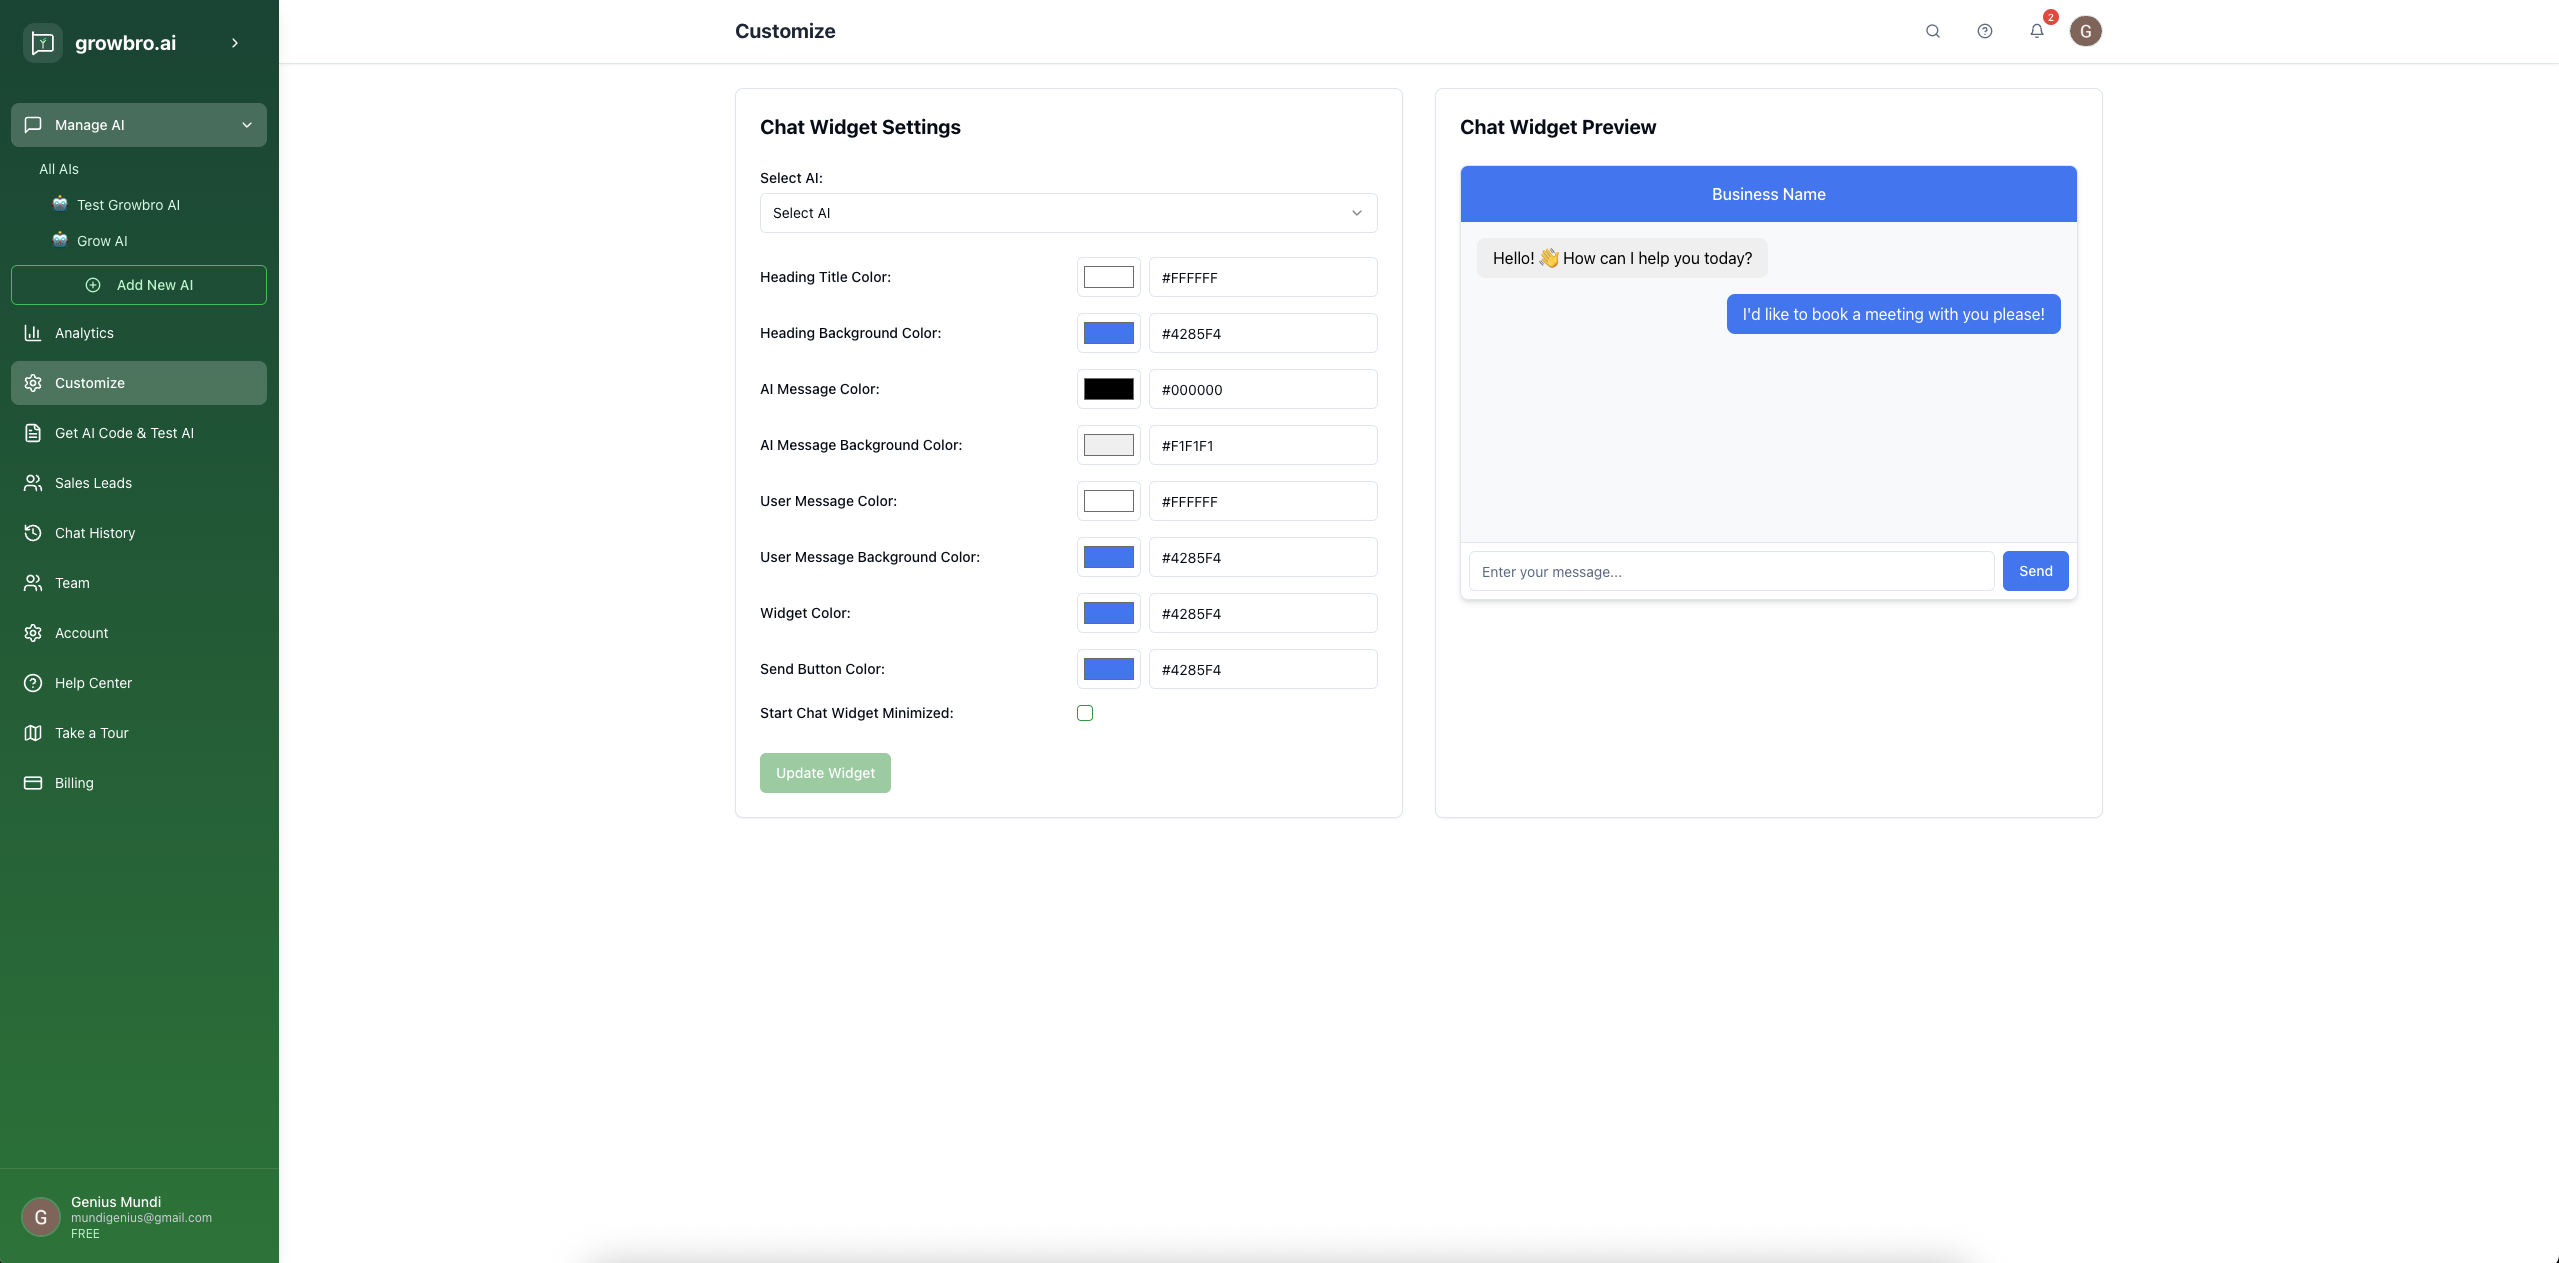 growbro.ai
Manage AI
All AIs
Test Growbro AI
Grow AI
Add New AI
Analytics
Customize
Get AI Code & Test AI
Sales Leads
Chat History
Team
Account
Help Center
Take a Tour
Billing
G
Genius Mundi
mundigenius@gmail.com
FREE
Customize
2
G
Chat Widget Settings
Select AI:
Select AI
Heading Title Color:
#FFFFFF
Heading Background Color:
#4285F4
AI Message Color:
#000000
AI Message Background Color:
#F1F1F1
User Message Color:
#FFFFFF
User Message Background Color:
#4285F4
Widget Color:
#4285F4
Send Button Color:
#4285F4
Start Chat Widget Minimized:
Update Widget
Chat Widget Preview
Business Name
Hello! 👋 How can I help you today?
I'd like to book a meeting with you please!
Enter your message...
Send